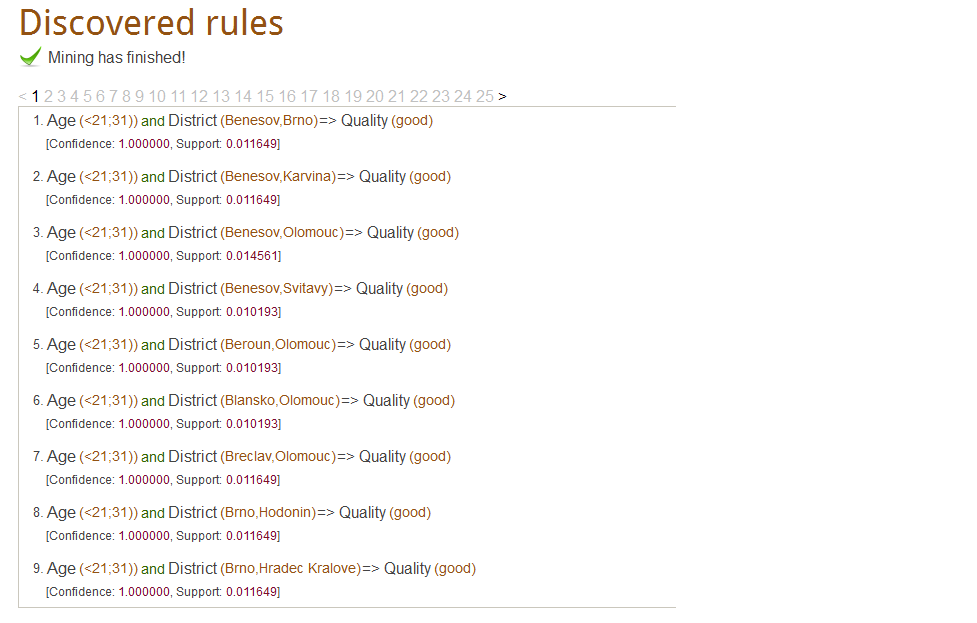 Discovered rules
Mining has finished!
< 1 2 3 4 5 6 7 8 9 10 11 12 13 14 15 16 17 18 19 20 21 22 23 24 25 >
1. Age (<21;31)) and District (Benesov,Brno)=> Quality (good)
[Confidence: 1.000000, Support: 0.011649]
2. Age (<21;31)) and District (Benesov,Karvina)=> Quality (good)
[Confidence: 1.000000, Support: 0.011649]
3. Age (<21;31)) and District (Benesov,Olomouc)=> Quality (good)
[Confidence: 1.000000, Support: 0.014561]
4. Age (<21;31)) and District (Benesov,Svitavy)=> Quality (good)
[Confidence: 1.000000, Support: 0.010193]
5. Age (<21;31)) and District (Beroun,Olomouc)=> Quality (good)
[Confidence: 1.000000, Support: 0.010193]
6. Age (<21;31)) and District (Blansko,Olomouc)=> Quality (good)
[Confidence: 1.000000, Support: 0.010193]
7. Age (<21;31)) and District (Breclav,Olomouc)=> Quality (good)
[Confidence: 1.000000, Support: 0.011649]
8. Age (<21;31)) and District (Brno,Hodonin)=> Quality (good)
[Confidence: 1.000000, Support: 0.011649]
9. Age (<21;31)) and District (Brno,Hradec Kralove)=> Quality (good)
[Confidence: 1.000000, Support: 0.011649]